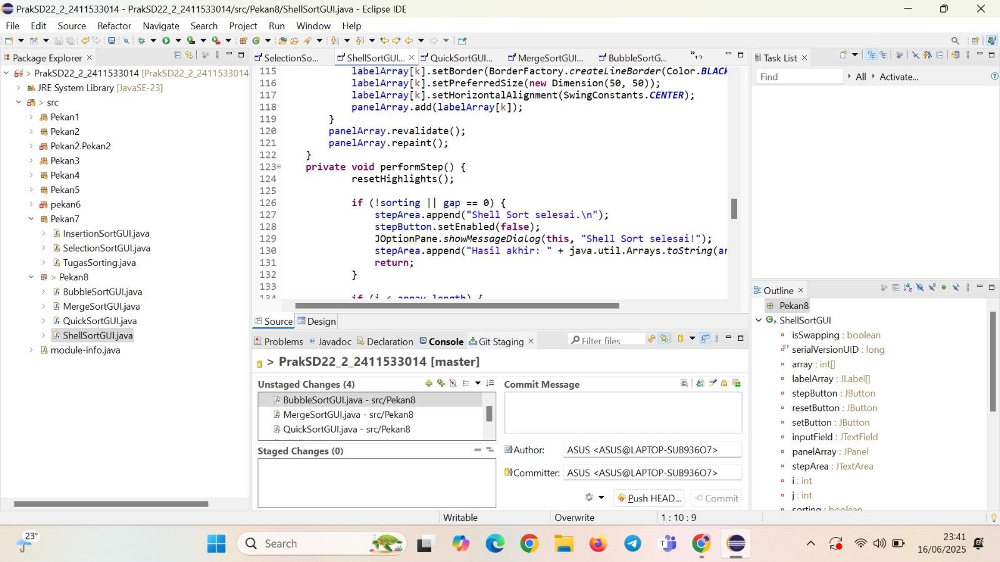 PrakSD22_2_2411533014 - PrakSD22_2_2411533014/src/Pekan8/ShellSortGUI.java - Eclipse IDE
File Edit Source Refactor Navigate Search Project Run Window Help
Package Explorer
> PrakSD22_2_2411533014 [PrakSD22_2_2411533014
JRE System Library [JavaSE-23]
> src
Pekan1
Pekan2
Pekan2.Pekan2
Pekan3
Pekan4
Pekan5
pekan6
Pekan7
InsertionSortGUI.java
SelectionSortGUI.java
TugasSorting.java
> Pekan8
BubbleSortGUI.java
MergeSortGUI.java
QuickSortGUI.java
ShellSortGUI.java
module-info.java
SelectionSo... ShellSortGUI... QuickSortGUI... MergeSortGUI... BubbleSortG... »12
115 labelArray[k].setBorder(BorderFactory.createLineBorder(Color.BLACK
116 labelArray[k].setPreferredSize(new Dimension(50, 50));
117 labelArray[k].setHorizontalAlignment(SwingConstants.CENTER);
118 panelArray.add(labelArray[k]);
119 }
120 panelArray.revalidate();
121 panelArray.repaint();
122 }
123 private void performStep() {
124 resetHighlights();
125
126 if (!sorting || gap == 0) {
127 stepArea.append("Shell Sort selesai.\n");
128 stepButton.setEnabled(false);
129 JOptionPane.showMessageDialog(this, "Shell Sort selesai!");
130 stepArea.append("Hasil akhir: " + java.util.Arrays.toString(ar
131 return;
132 }
133
134 if (i < array.length) {
Source Design
Problems Javadoc Declaration Console Git Staging
Filter files
> PrakSD22_2_2411533014 [master]
Unstaged Changes (4)
BubbleSortGUI.java - src/Pekan8
MergeSortGUI.java - src/Pekan8
QuickSortGUI.java - src/Pekan8
Staged Changes (0)
Commit Message
Author: ASUS <ASUS@LAPTOP-SUB936O7>
Committer: ASUS <ASUS@LAPTOP-SUB936O7>
Push HEAD... Commit
Task List
Find All Activate...
Outline
Pekan8
ShellSortGUI
isSwapping : boolean
serialVersionUID : long
array : int[]
labelArray : JLabel[]
stepButton : JButton
resetButton : JButton
setButton : JButton
inputField : JTextField
panelArray : JPanel
stepArea : JTextArea
i : int
j : int
sorting : boolean
Writable Overwrite 1 : 10 : 9
23°
Search
23:41
16/06/2025